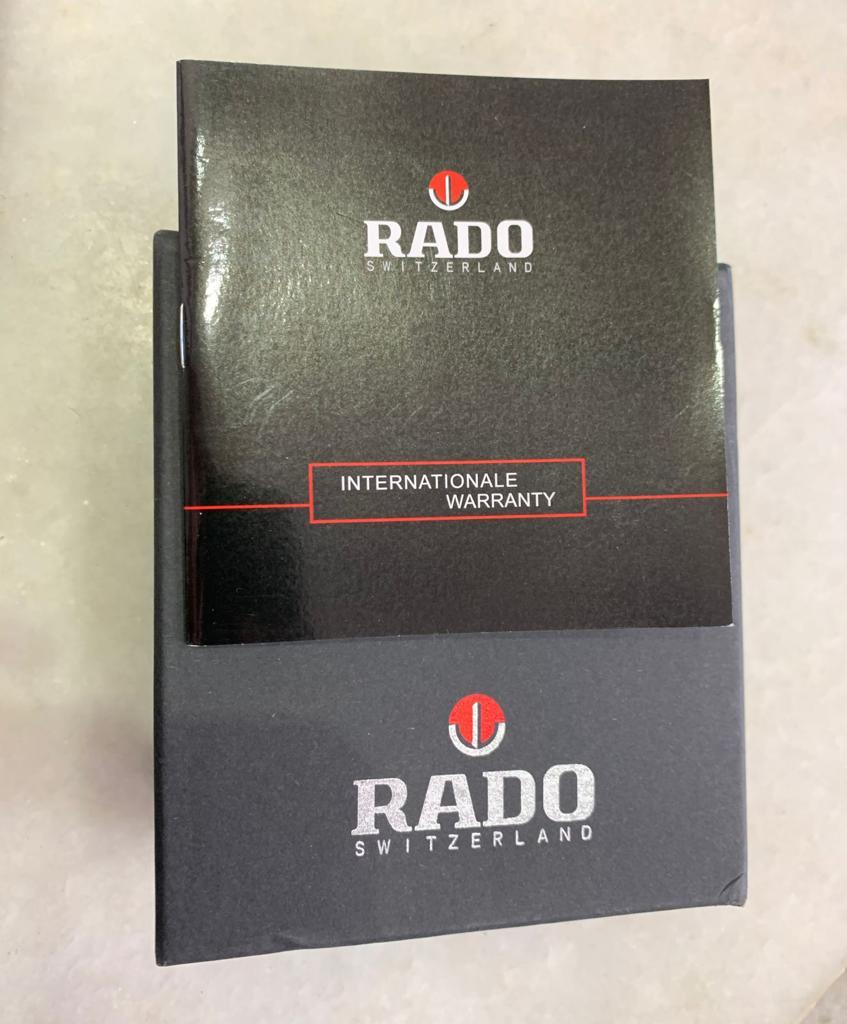 RADO
SWITZERLAND
INTERNATIONALE
WARRANTY
RADO
SWITZERLAND